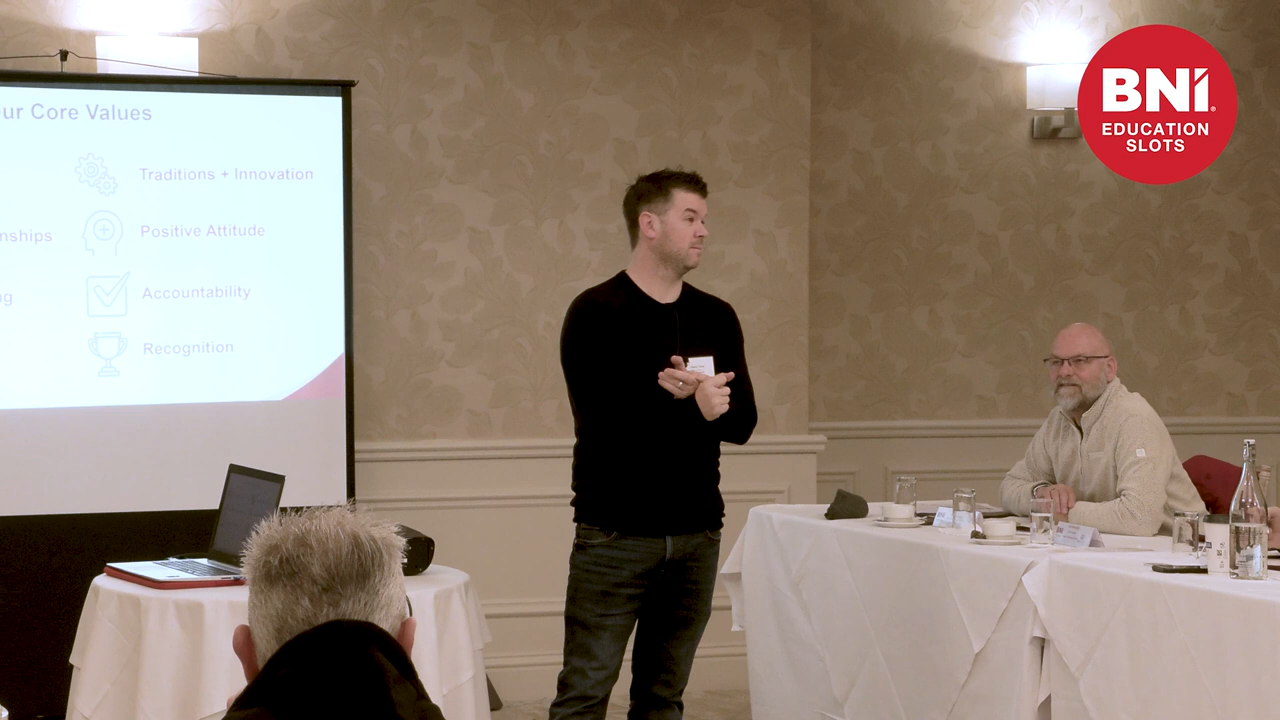 ur Core Values
Traditions + Innovation
nships
Positive Attitude
g
Accountability
Recognition
BNI®
EDUCATION
SLOTS